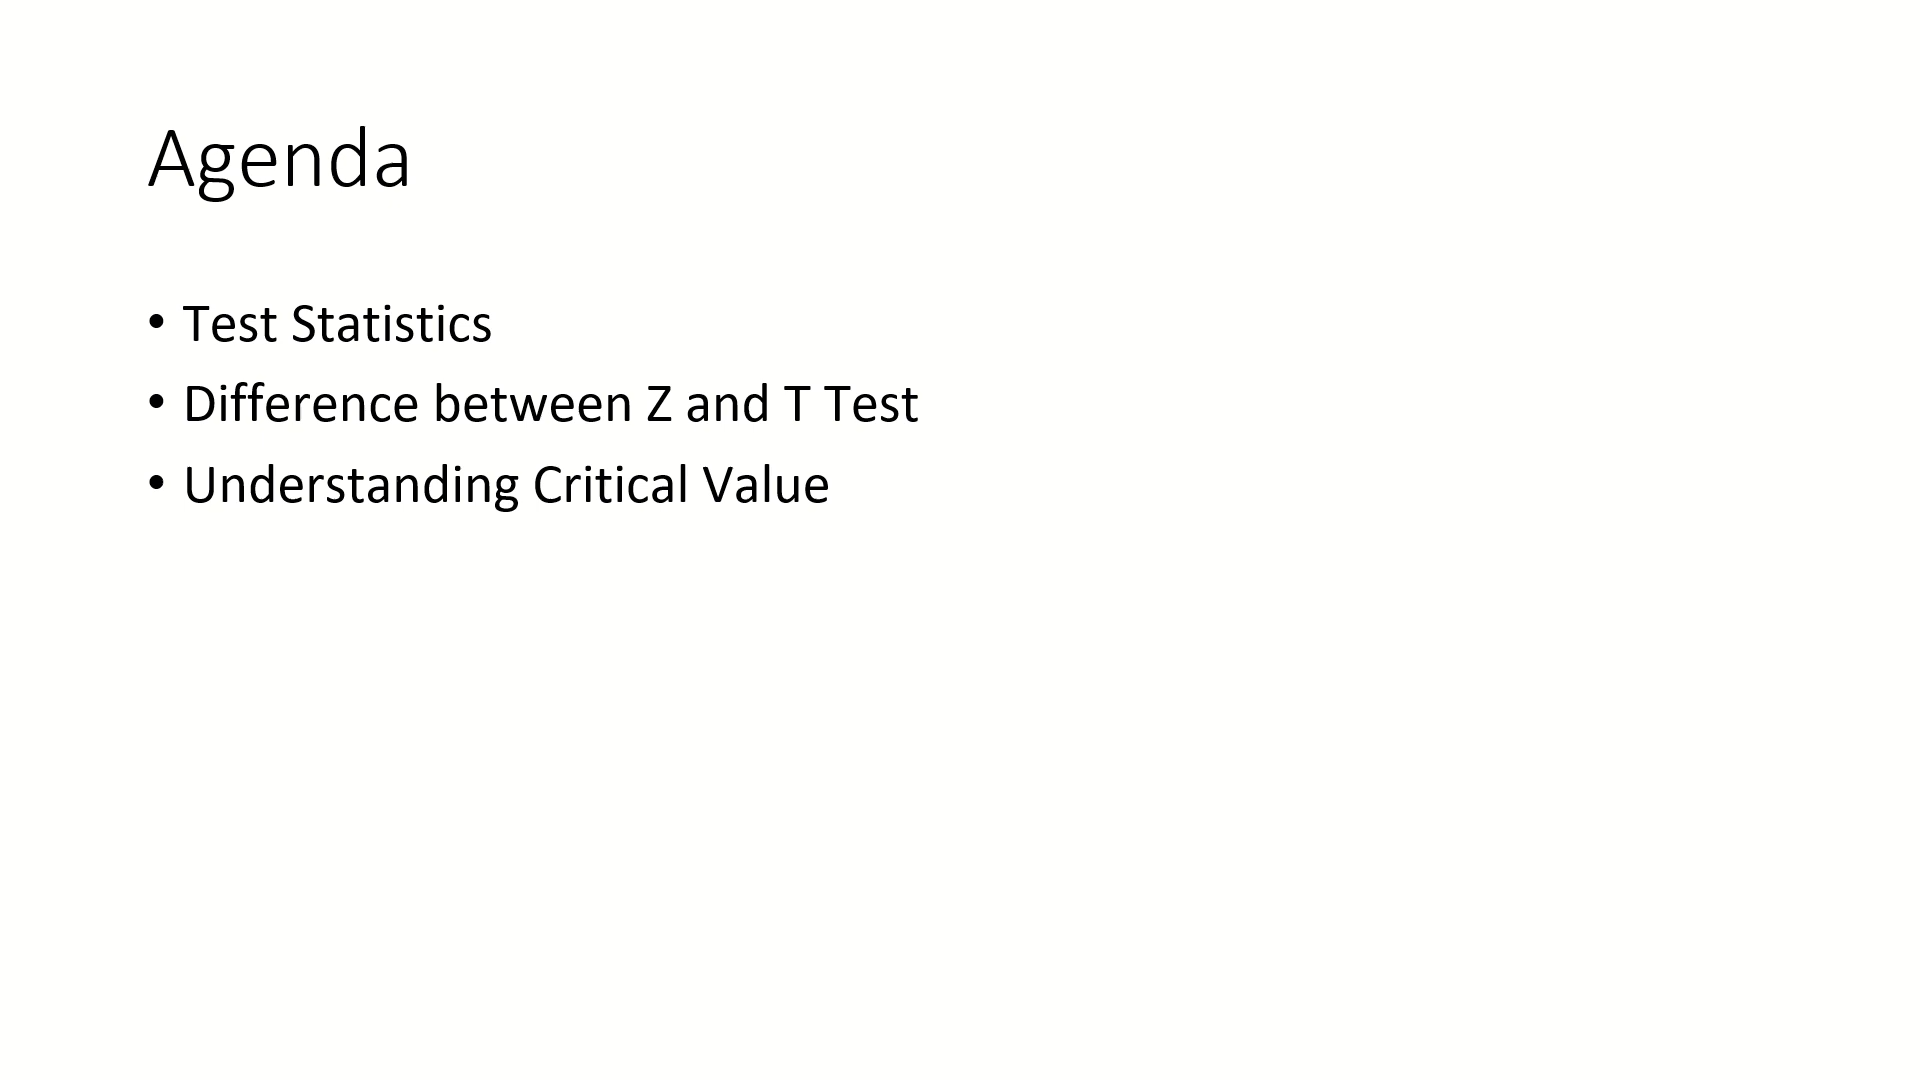 Agenda
• Test Statistics
• Difference between Z and T Test
• Understanding Critical Value